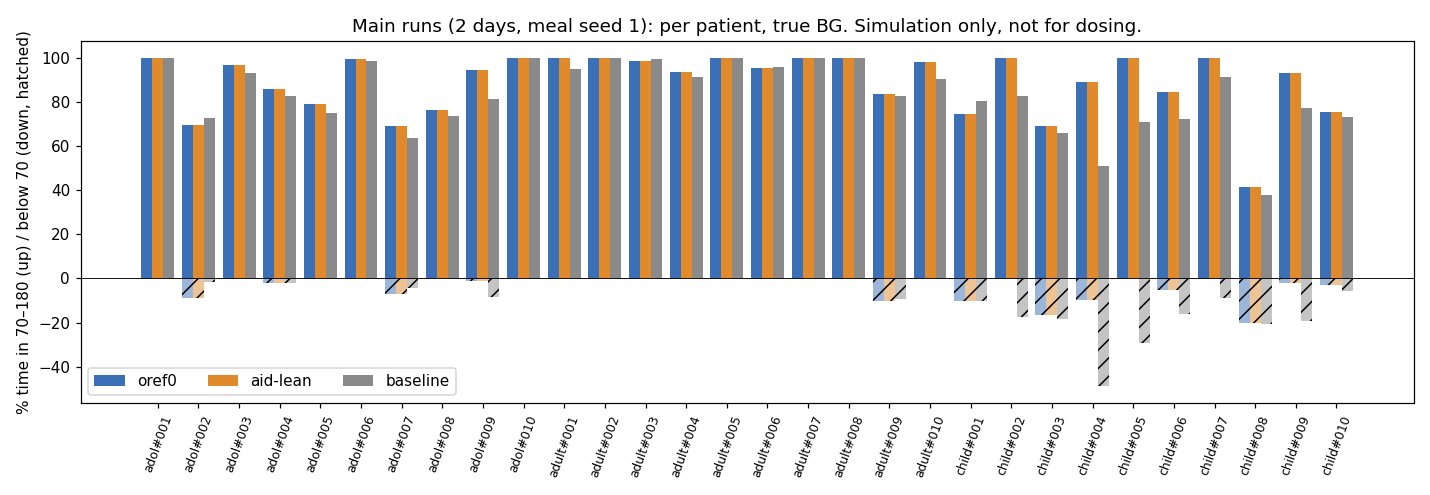 Main runs (2 days, meal seed 1): per patient, true BG. Simulation only, not for dosing.
% time in 70–180 (up) / below 70 (down, hatched)
100
80
60
40
20
0
−20
−40
oref0
aid-lean
baseline
adol#001
adol#002
adol#003
adol#004
adol#005
adol#006
adol#007
adol#008
adol#009
adol#010
adult#001
adult#002
adult#003
adult#004
adult#005
adult#006
adult#007
adult#008
adult#009
adult#010
child#001
child#002
child#003
child#004
child#005
child#006
child#007
child#008
child#009
child#010